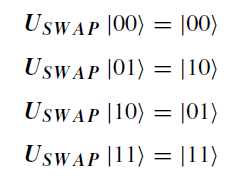 U_SWAP |00⟩ = |00⟩
U_SWAP |01⟩ = |10⟩
U_SWAP |10⟩ = |01⟩
U_SWAP |11⟩ = |11⟩